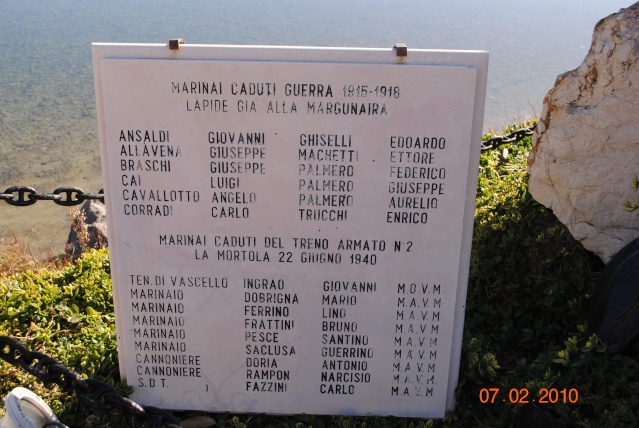 MARINAI CADUTI GUERRA 1915-1918
LAPIDE GIÀ ALLA MARGUNAIRA
ANSALDI GIOVANNI GHISELLI EDOARDO
ALLAVENA GIUSEPPE MACHETTI ETTORE
BRASCHI GIUSEPPE PALMERO FEDERICO
CAI LUIGI PALMERO GIUSEPPE
CAVALLOTTO ANGELO PALMERO AURELIO
CORRADI CARLO TRUCCHI ENRICO
MARINAI CADUTI DEL TRENO ARMATO N°2
LA MORTOLA 22 GIUGNO 1940
TEN. DI VASCELLO INGRAO GIOVANNI M.O.V.M.
MARINAIO DOBRIGNA MARIO M.A.V.M
MARINAIO FERRINO LINO M.A.V.M
MARINAIO FRATTINI BRUNO M.A.V.M
MARINAIO PESCE SANTINO M.A.V.M
MARINAIO SACLUSA GUERRINO M.A.V.M
CANNONIERE DORIA ANTONIO M.A.V.M.
CANNONIERE RAMPON NARCISIO M.A.V.M.
S.D.T. FAZZINI CARLO M.A.V.M
07.02.2010